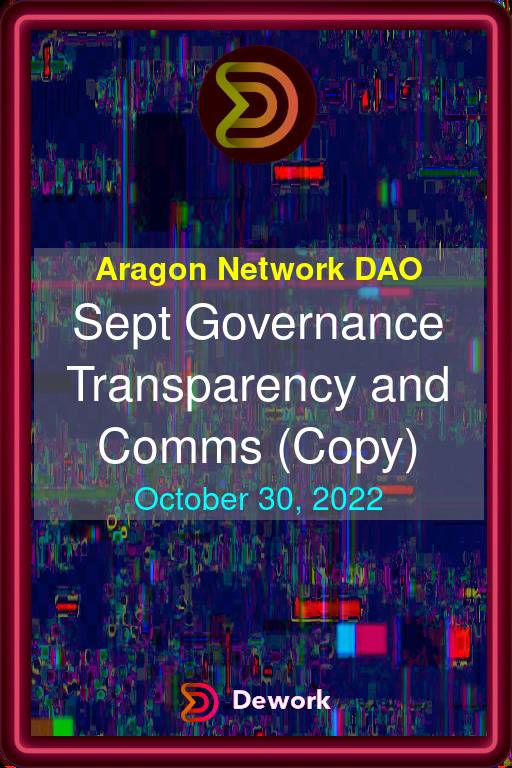 Aragon Network DAO
Sept Governance
Transparency and
Comms (Copy)
October 30, 2022
Dework